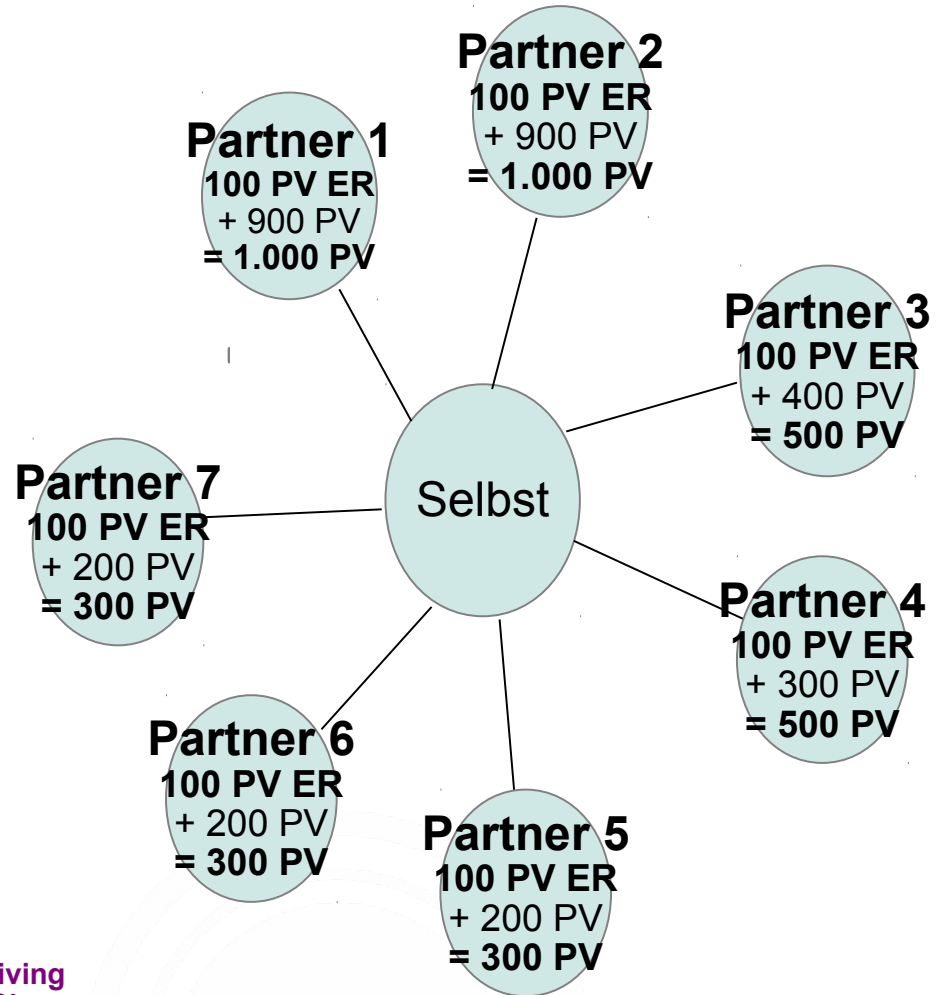 Partner 1
100 PV ER
+ 900 PV
= 1.000 PV
Partner 2
100 PV ER
+ 900 PV
= 1.000 PV
Partner 3
100 PV ER
+ 400 PV
= 500 PV
Partner 4
100 PV ER
+ 300 PV
= 500 PV
Partner 5
100 PV ER
+ 200 PV
= 300 PV
Partner 6
100 PV ER
+ 200 PV
= 300 PV
Partner 7
100 PV ER
+ 200 PV
= 300 PV
Selbst
iving